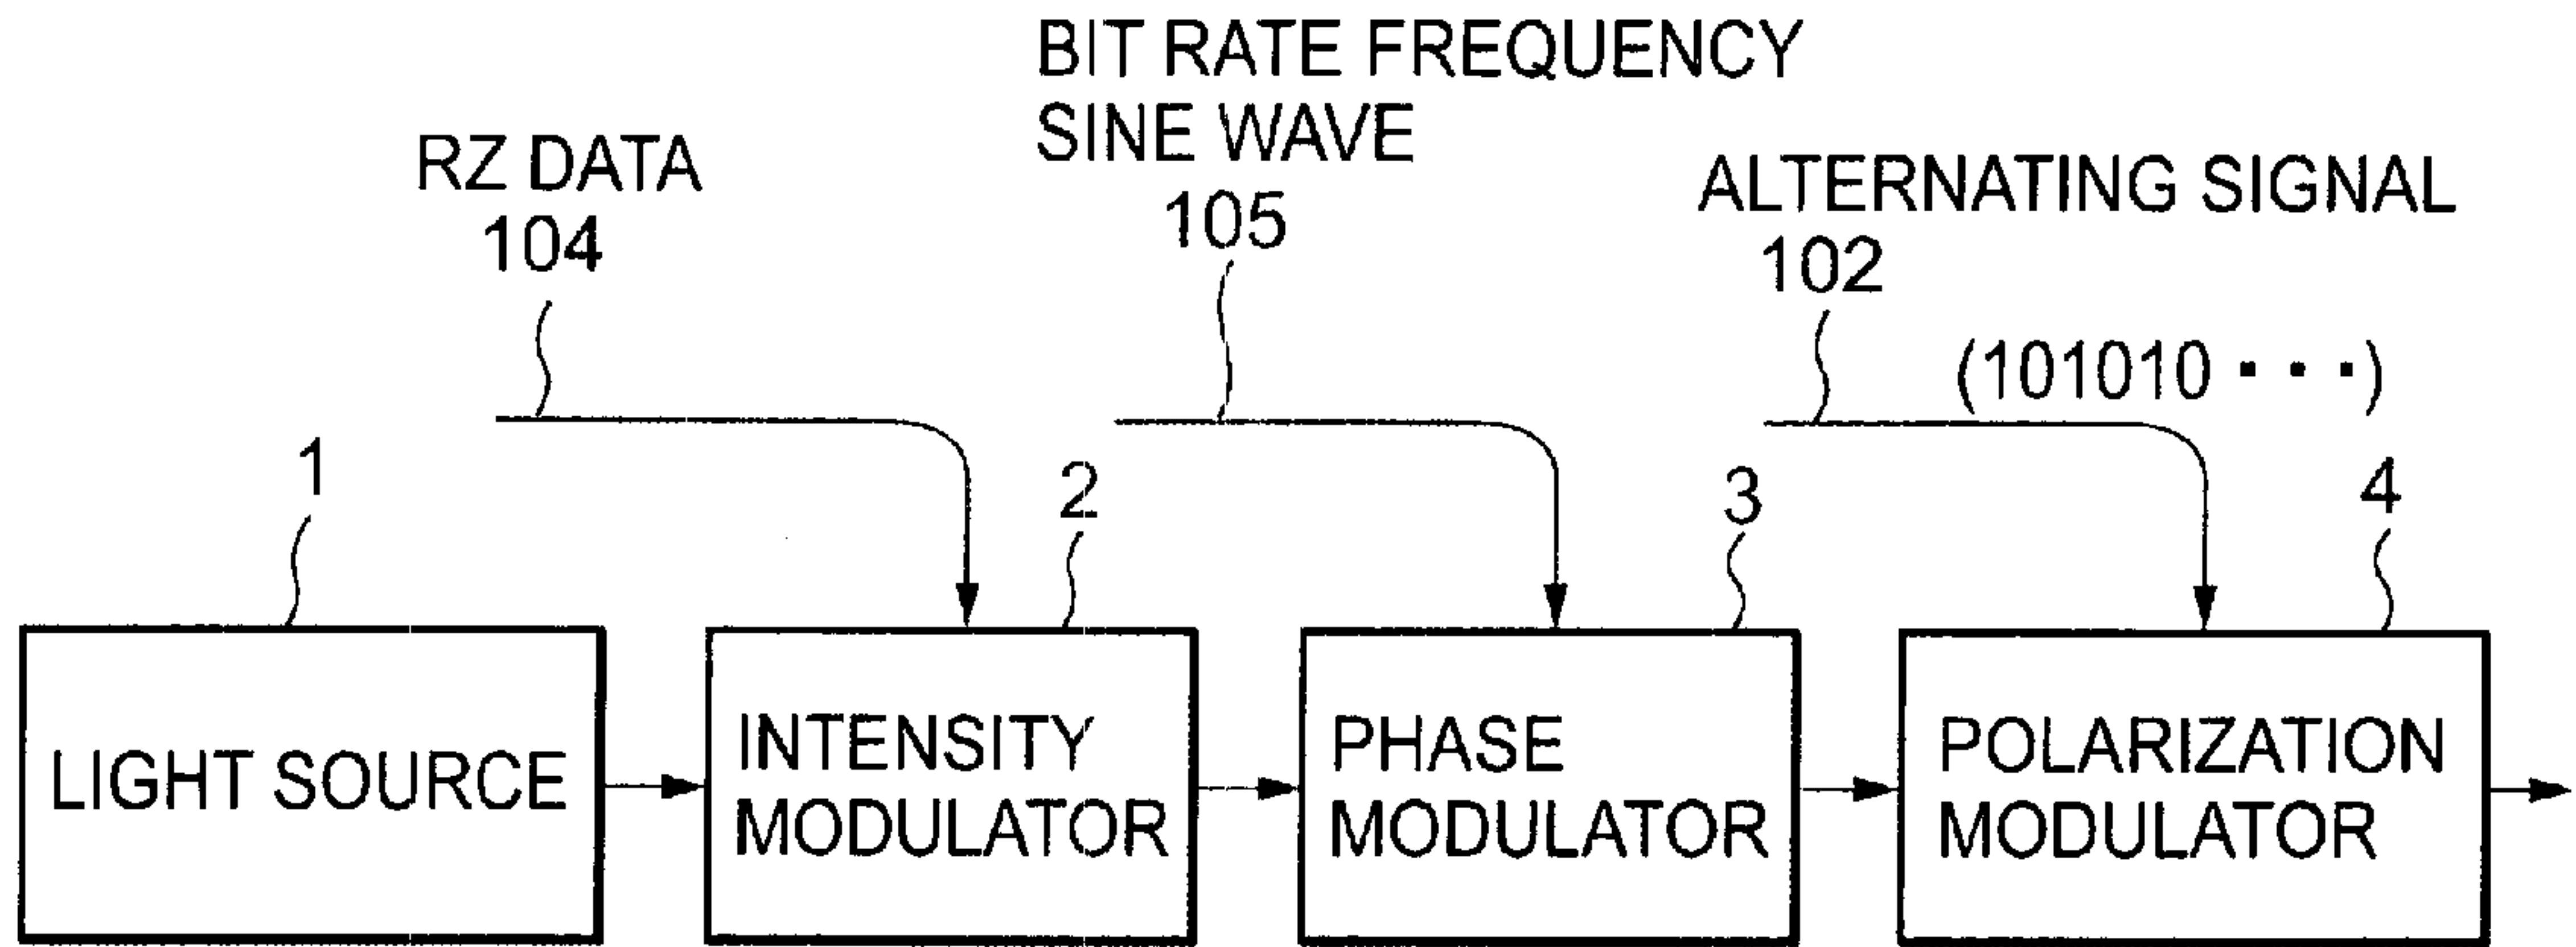 BIT RATE FREQUENCY
SINE WAVE
105
RZ DATA
104
ALTERNATING SIGNAL
102
(101010 ・・・)
1
2
3
4
LIGHT SOURCE
INTENSITY
MODULATOR
PHASE
MODULATOR
POLARIZATION
MODULATOR